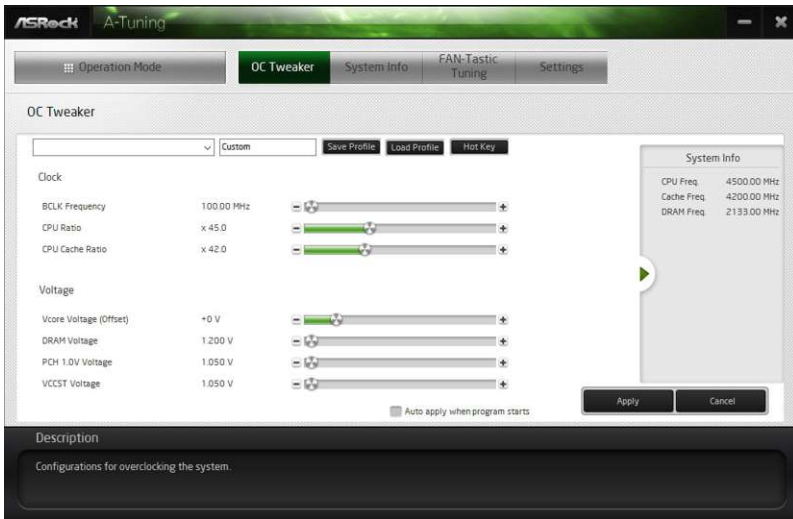 ASRock A-Tuning
Operation Mode
OC Tweaker
System Info
FAN-Tastic
Tuning
Settings
OC Tweaker
Custom
Save Profile
Load Profile
Hot Key
Clock
BCLK Frequency 100.00 MHz
CPU Ratio x 45.0
CPU Cache Ratio x 42.0
Voltage
Vcore Voltage (Offset) +0 V
DRAM Voltage 1.200 V
PCH 1.0V Voltage 1.050 V
VCCST Voltage 1.050 V
Auto apply when program starts
System Info
CPU Freq. 4500.00 MHz
Cache Freq. 4200.00 MHz
DRAM Freq. 2133.00 MHz
Apply
Cancel
Description
Configurations for overclocking the system.